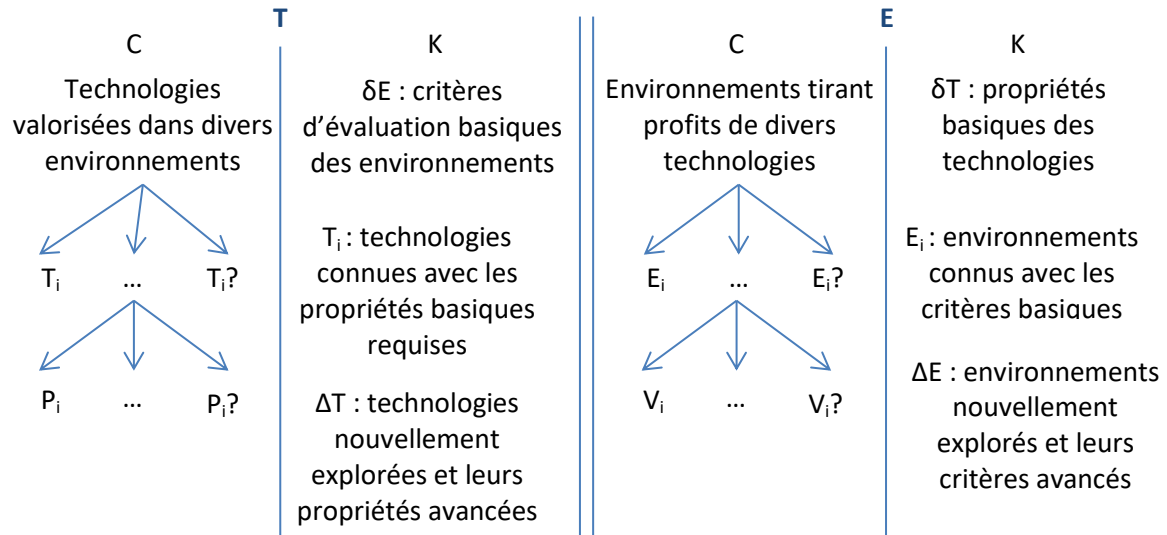 T
C
K
Technologies
valorisées dans divers
environnements
δE : critères
d’évaluation basiques
des environnements
Tᵢ
...
Tᵢ?
Tᵢ : technologies
connues avec les
propriétés basiques
requises
Pᵢ
...
Pᵢ?
ΔT : technologies
nouvellement
explorées et leurs
propriétés avancées
E
C
K
Environnements tirant
profits de divers
technologies
δT : propriétés
basiques des
technologies
Eᵢ
...
Eᵢ?
Eᵢ : environnements
connus avec les
critères basiques
Vᵢ
...
Vᵢ?
ΔE : environnements
nouvellement
explorés et leurs
critères avancés